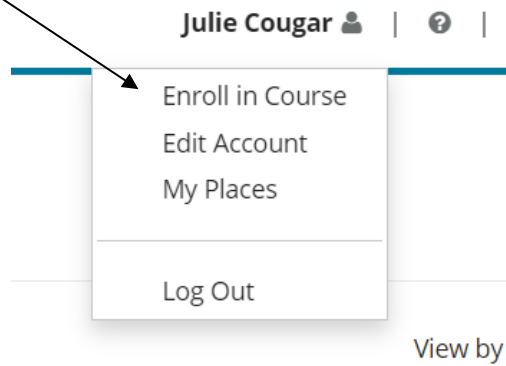 Julie Cougar | ? |
Enroll in Course
Edit Account
My Places
Log Out
View by